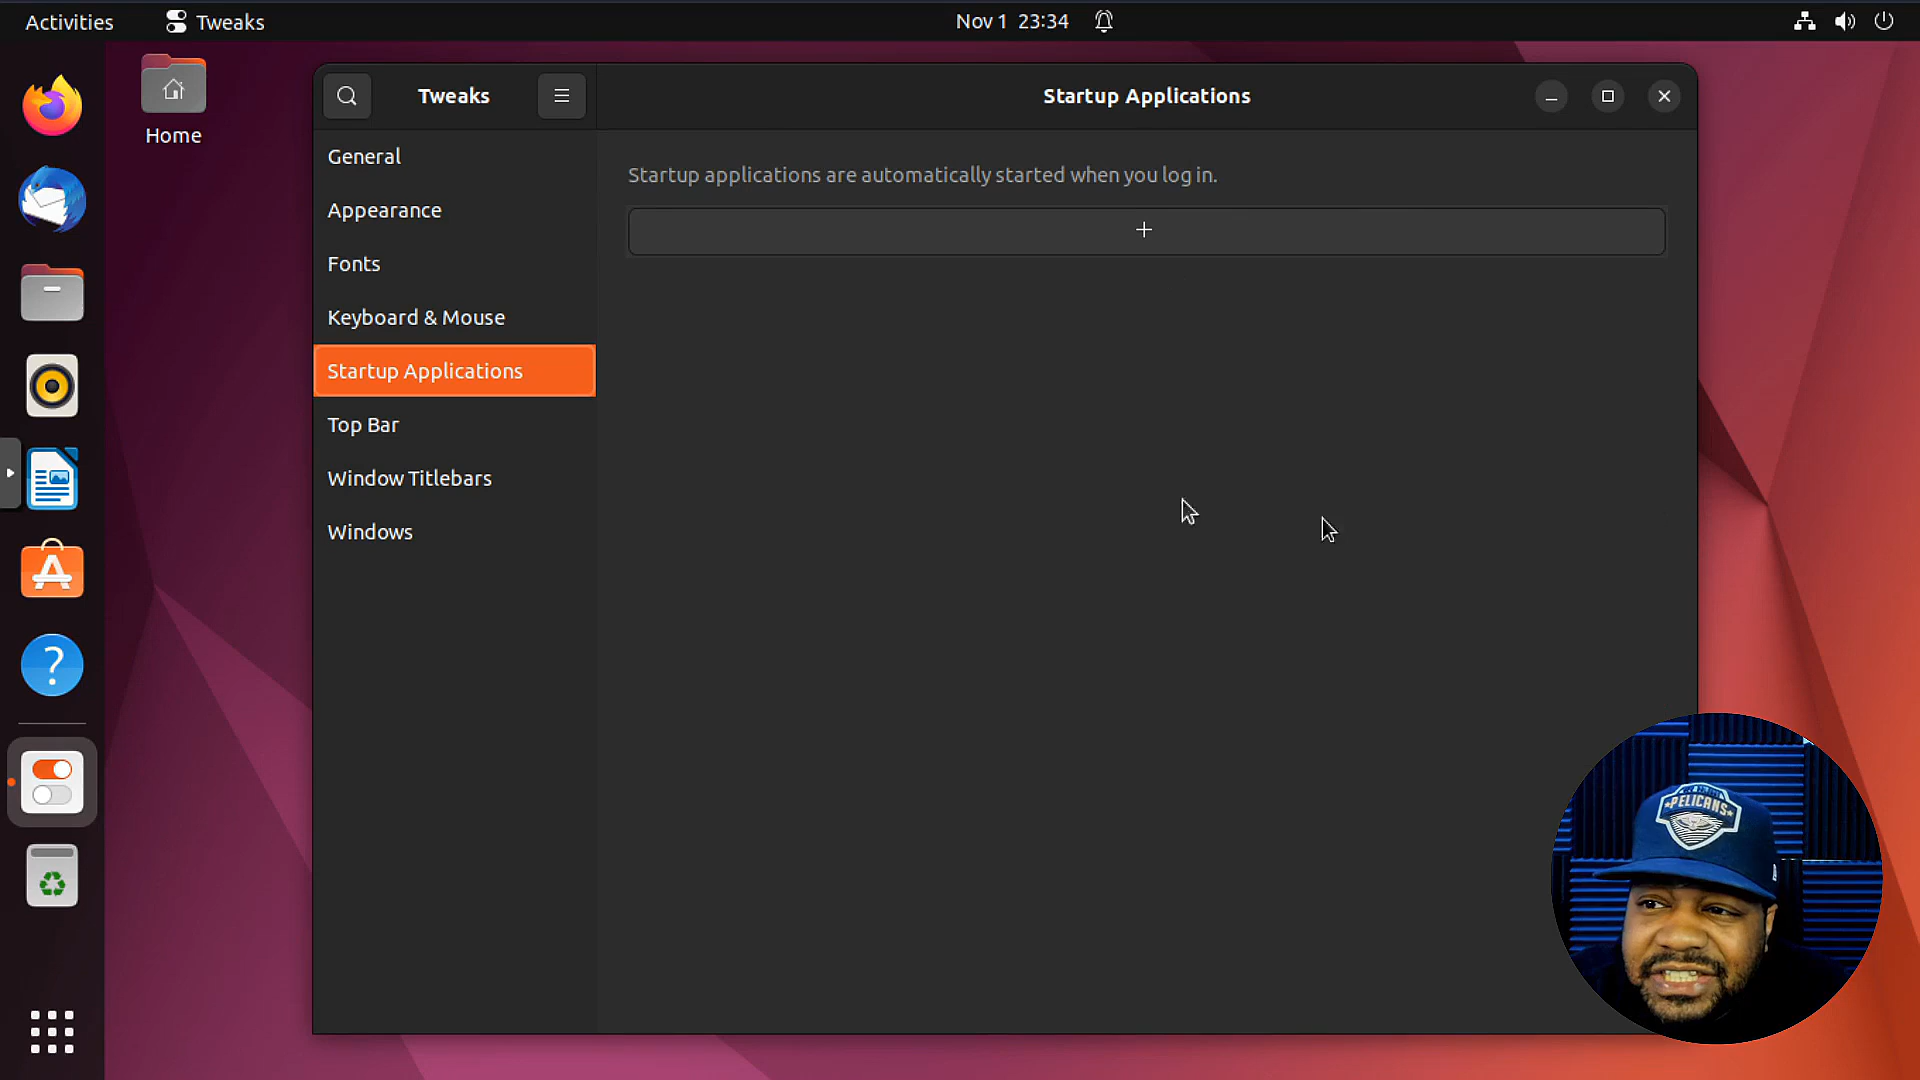 Activities
Tweaks
Nov 1 23:34
Home
Tweaks
Startup Applications
General
Appearance
Fonts
Keyboard & Mouse
Startup Applications
Top Bar
Window Titlebars
Windows
Startup applications are automatically started when you log in.
+
?
PELICANS